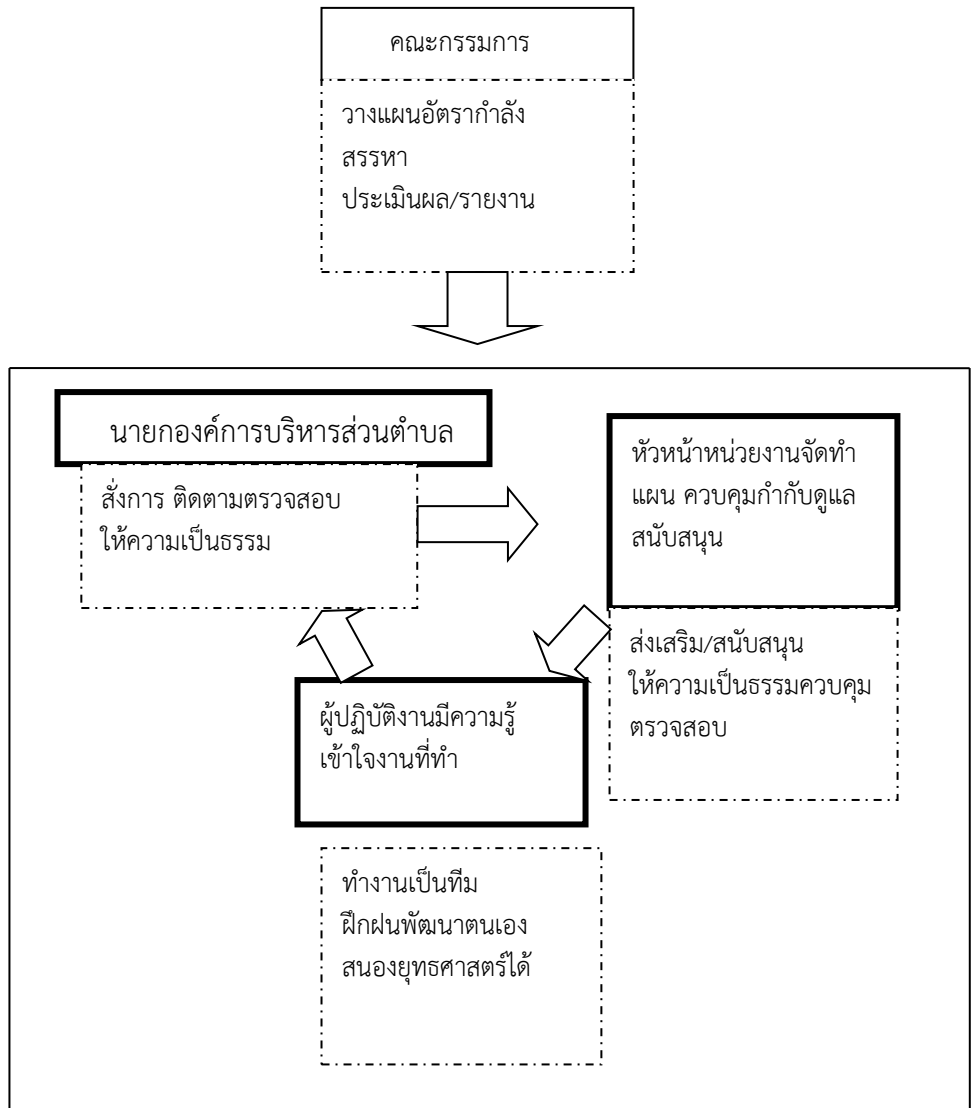 คณะกรรมการ
วางแผนอัตรากำลัง
สรรหา
ประเมินผล/รายงาน
นายกองค์การบริหารส่วนตำบล
สั่งการ ติดตามตรวจสอบ
ให้ความเป็นธรรม
หัวหน้าหน่วยงานจัดทำ
แผน ควบคุมกำกับดูแล
สนับสนุน
ส่งเสริม/สนับสนุน
ให้ความเป็นธรรมควบคุม
ตรวจสอบ
ผู้ปฏิบัติงานมีความรู้
เข้าใจงานที่ทำ
ทำงานเป็นทีม
ฝึกฝนพัฒนาตนเอง
สนองยุทธศาสตร์ได้